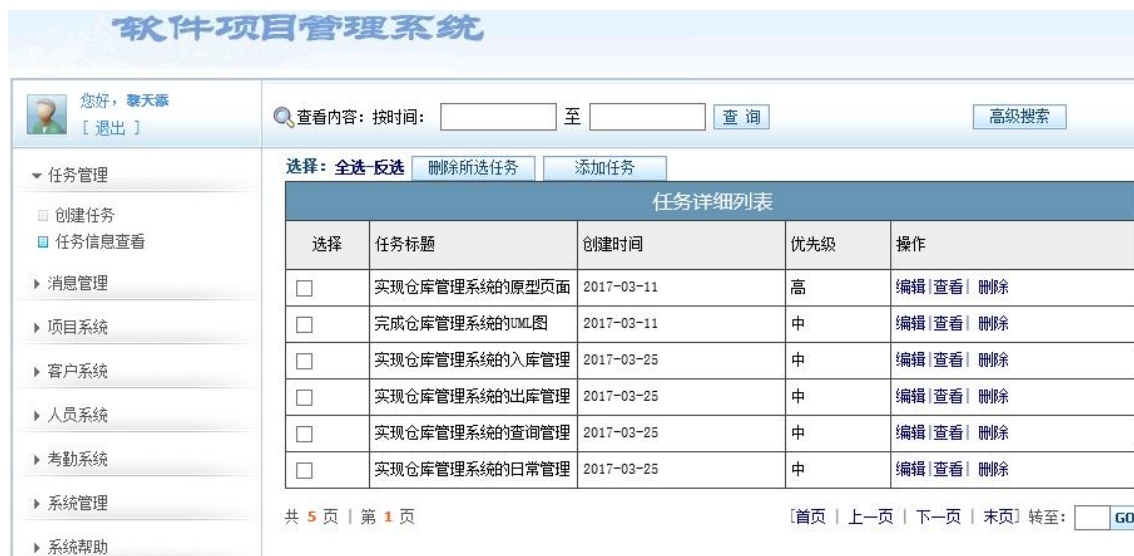 软件项目管理系统
您好，黎天添
[ 退出 ]
查看内容：按时间： 至 查 询 高级搜索
任务管理
创建任务
任务信息查看
消息管理
项目系统
客户系统
人员系统
考勤系统
系统管理
系统帮助
选择：全选-反选 删除所选任务 添加任务
任务详细列表
选择 任务标题 创建时间 优先级 操作
实现仓库管理系统的原型页面 2017-03-11 高 编辑|查看| 删除
完成仓库管理系统的UML图 2017-03-11 中 编辑|查看| 删除
实现仓库管理系统的入库管理 2017-03-25 中 编辑|查看| 删除
实现仓库管理系统的出库管理 2017-03-25 中 编辑|查看| 删除
实现仓库管理系统的查询管理 2017-03-25 中 编辑|查看| 删除
实现仓库管理系统的日常管理 2017-03-25 中 编辑|查看| 删除
共 5 页 | 第 1 页 [首页 | 上一页 | 下一页 | 末页] 转至： GO